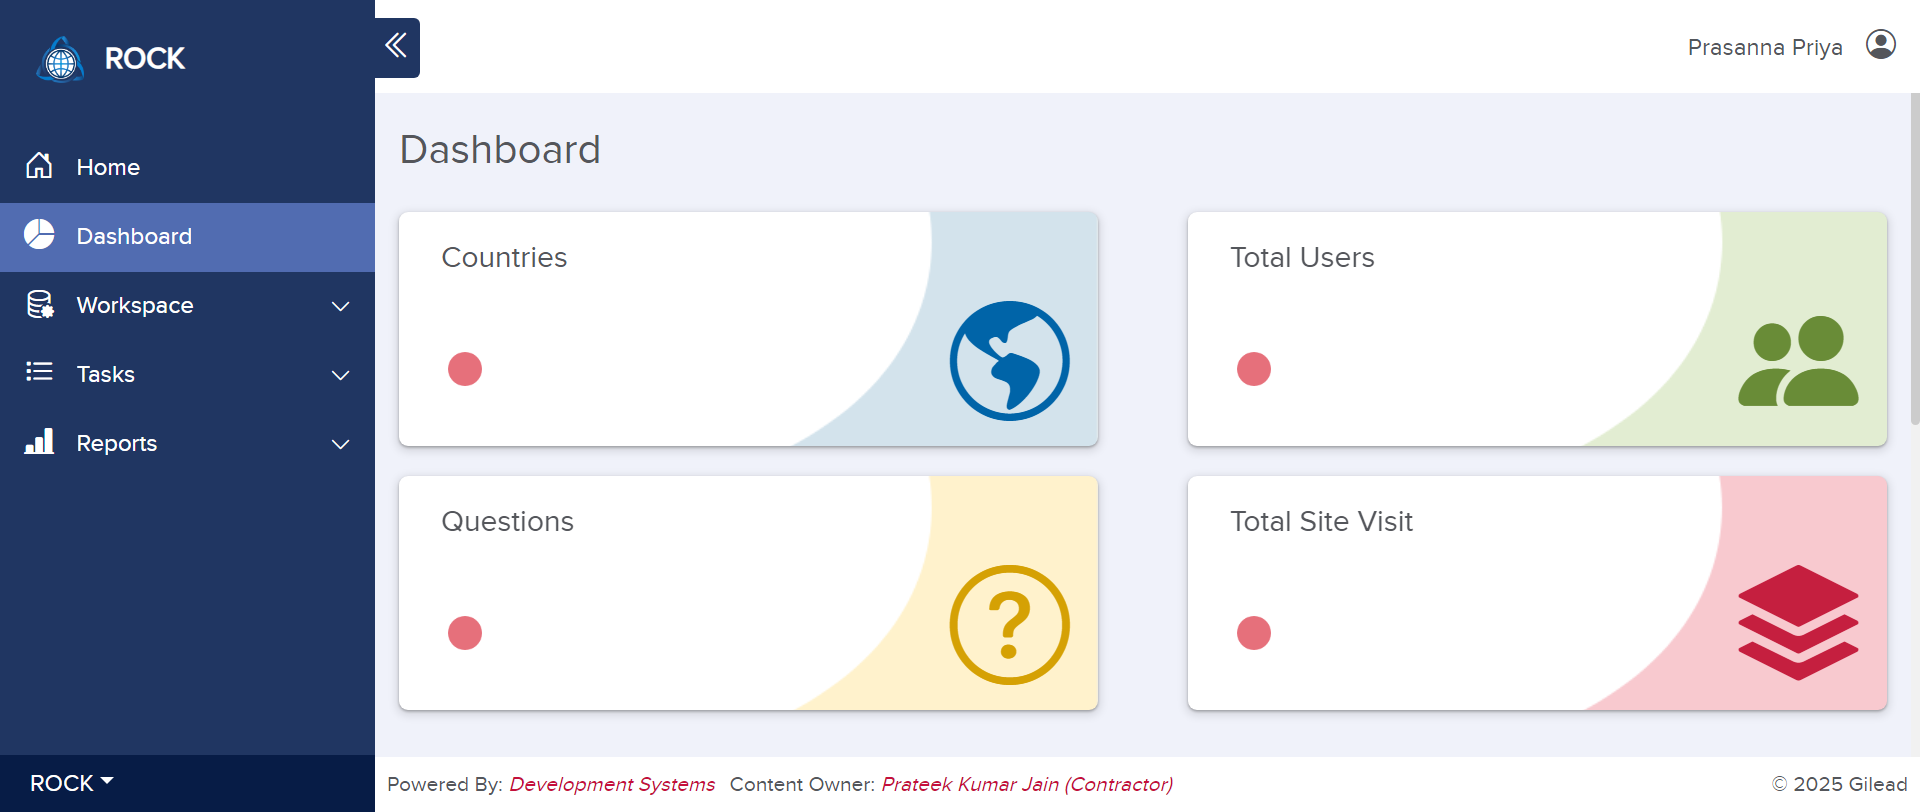 ROCK
Prasanna Priya
Home
Dashboard
Workspace
Tasks
Reports
ROCK
Dashboard
Countries
Total Users
Questions
Total Site Visit
Powered By: Development Systems Content Owner: Prateek Kumar Jain (Contractor)
© 2025 Gilead